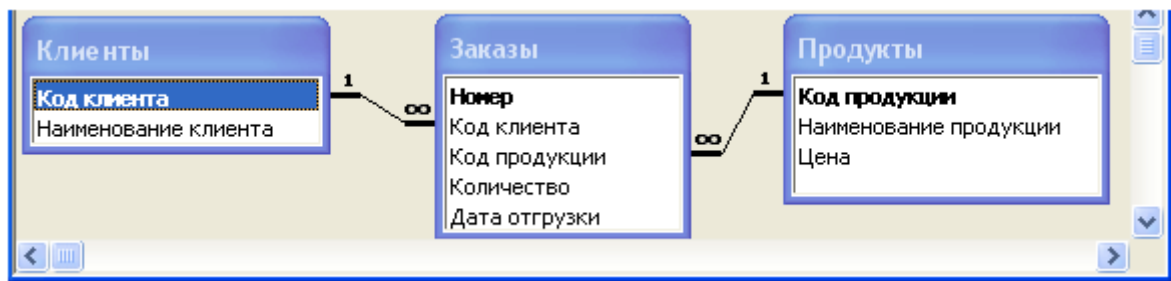 Клиенты
Код клиента
Наименование клиента
1
∞
Заказы
Номер
Код клиента
Код продукции
Количество
Дата отгрузки
∞
1
Продукты
Код продукции
Наименование продукции
Цена